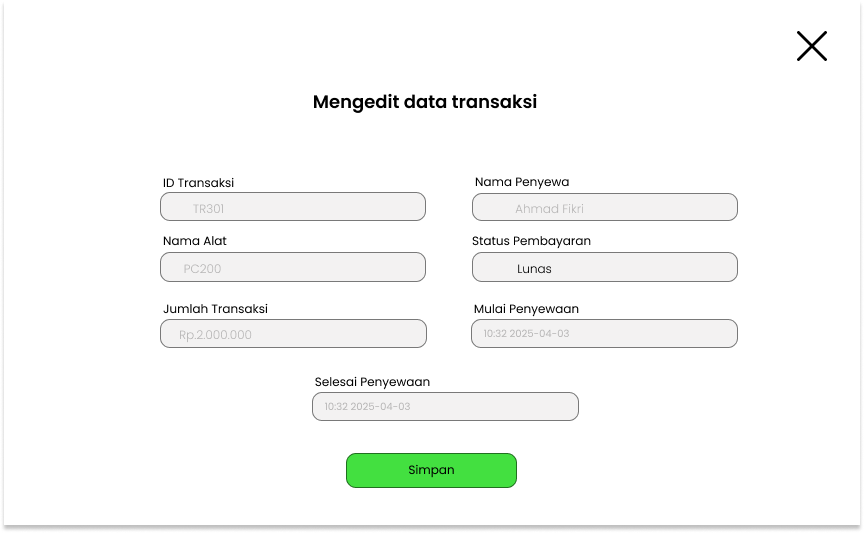 Mengedit data transaksi
ID Transaksi
TR301
Nama Penyewa
Ahmad Fikri
Nama Alat
PC200
Status Pembayaran
Lunas
Jumlah Transaksi
Rp.2.000.000
Mulai Penyewaan
10:32 2025-04-03
Selesai Penyewaan
10:32 2025-04-03
Simpan